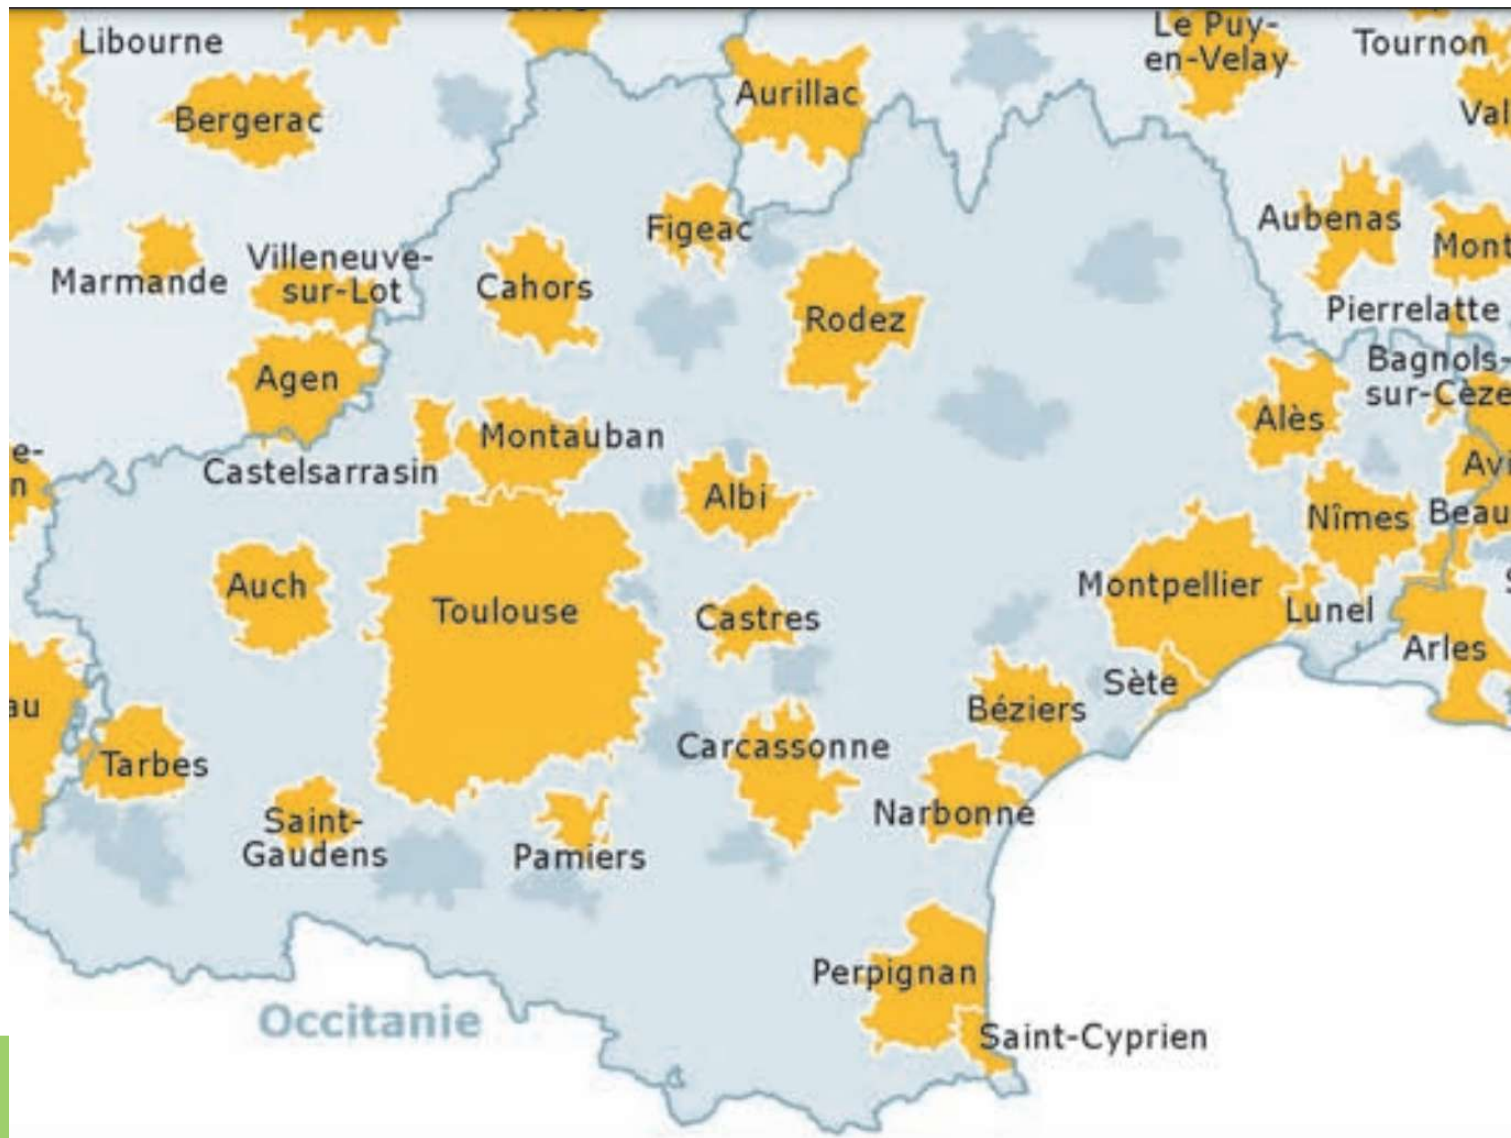 Libourne
Le Puy-
en-Velay
Tournon
Aurillac
Bergerac
Aubenas
Figeac
Villeneuve-
sur-Lot
Marmande
Cahors
Rodez
Pierrelatte
Bagnols-
sur-Cèze
Agen
Alès
Montauban
Castelsarrasin
Albi
Nîmes
Auch
Toulouse
Castres
Montpellier
Lunel
Arles
Sète
Béziers
Tarbes
Carcassonne
Narbonne
Saint-
Gaudens
Pamiers
Perpignan
Occitanie
Saint-Cyprien